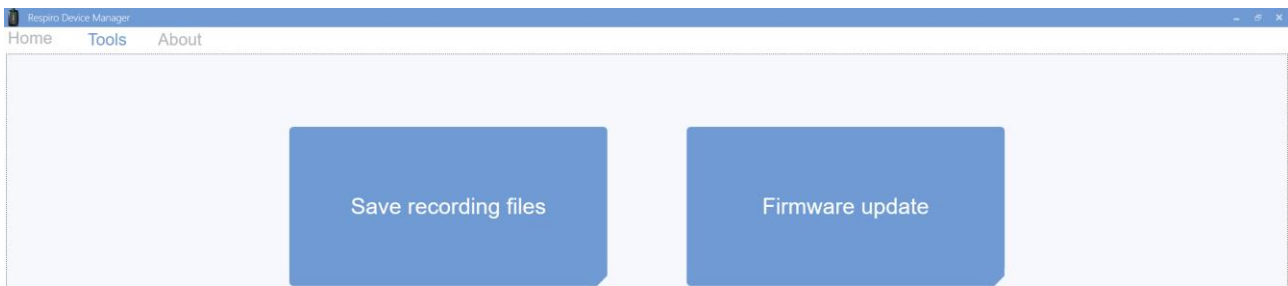 Respiro Device Manager
Home Tools About
Save recording files Firmware update